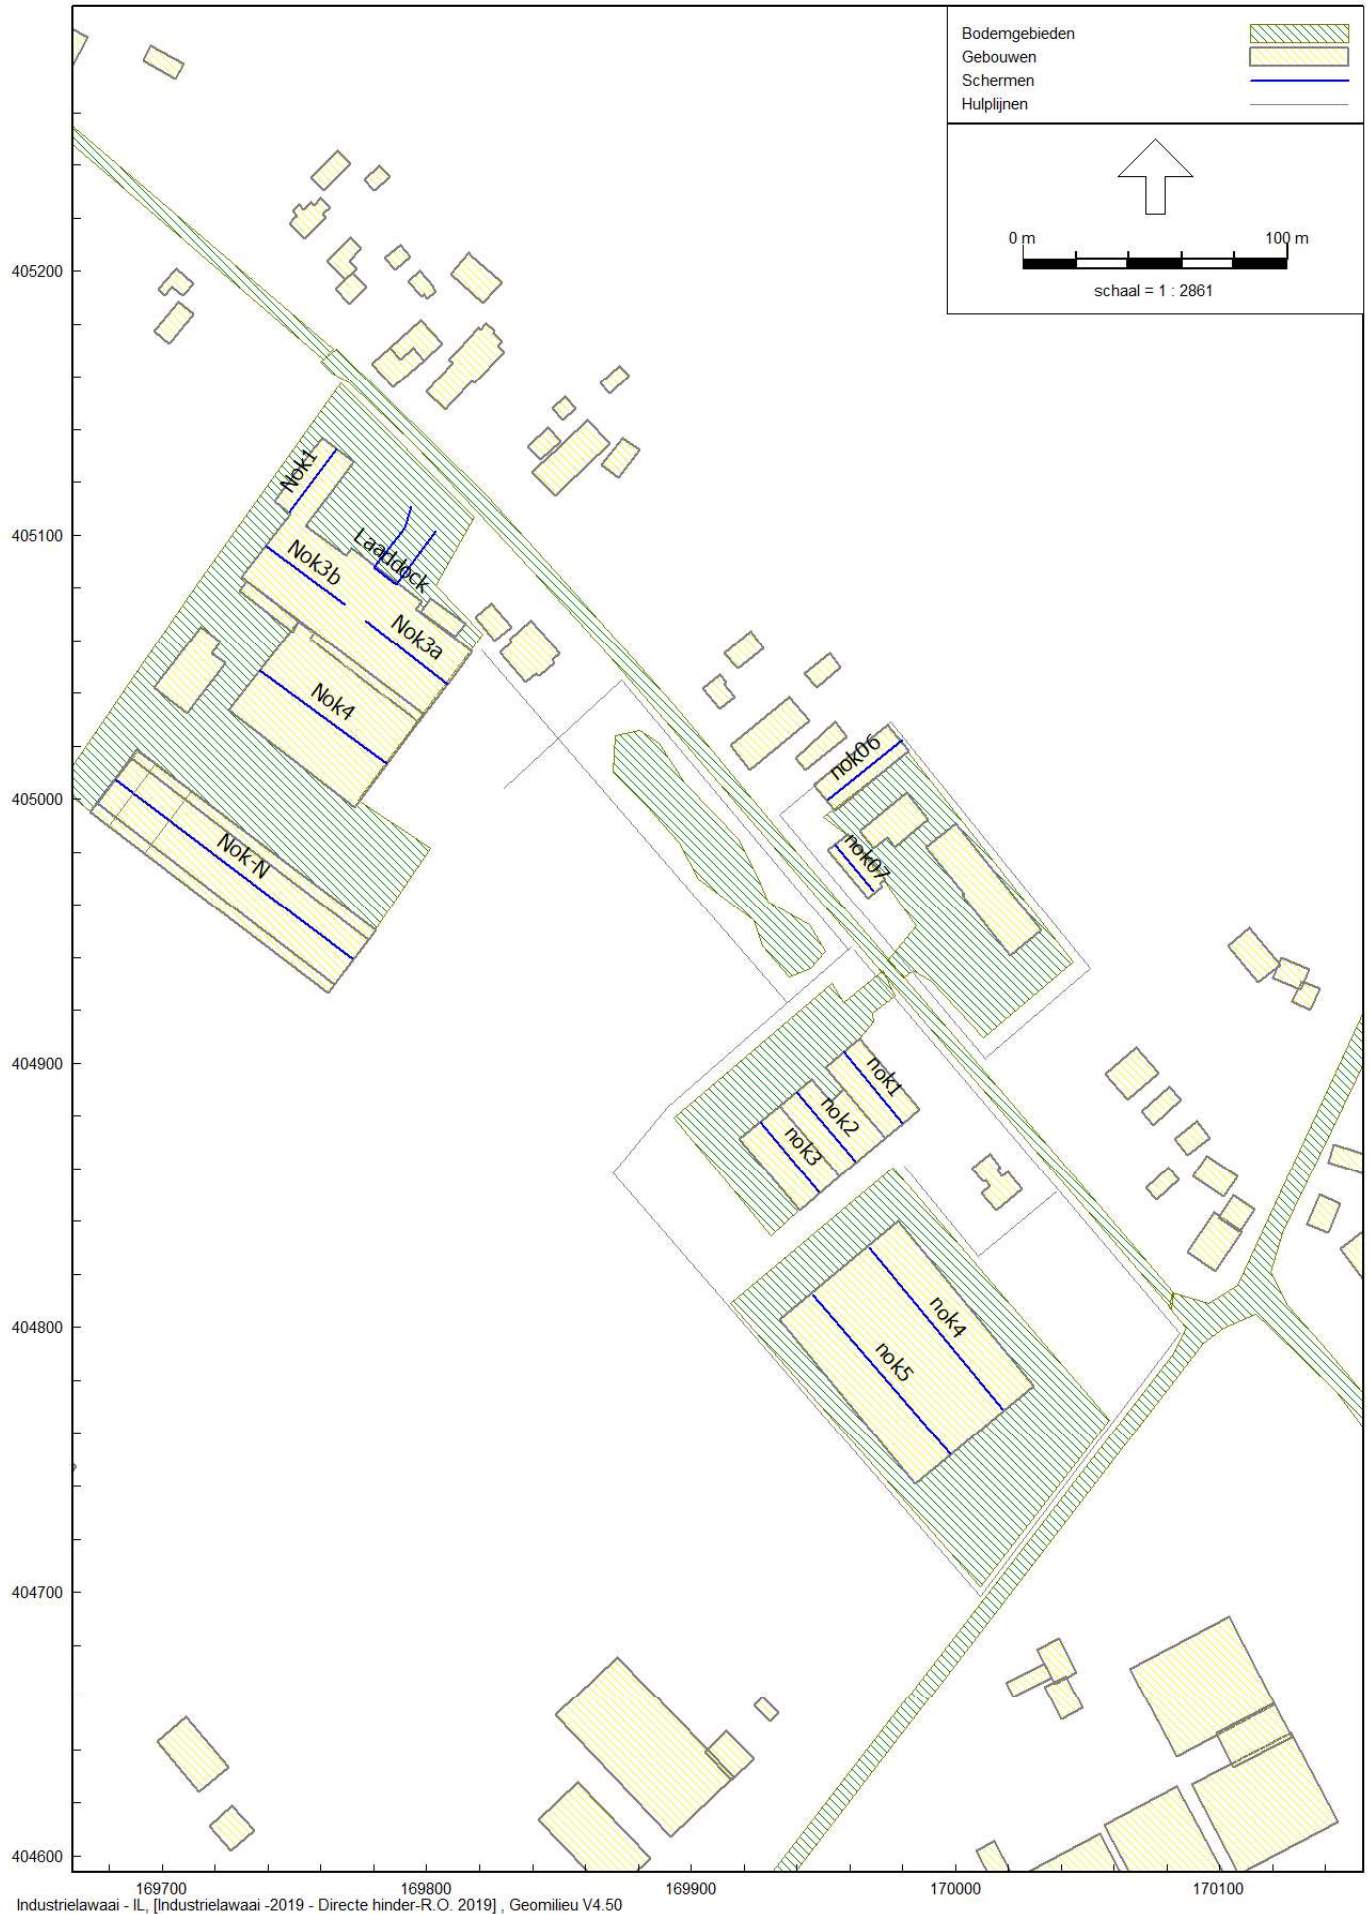 Bodemgebieden
Gebouwen
Schermen
Hulplijnen
0 m 100 m
schaal = 1 : 2861
405200
405100
405000
404900
404800
404700
404600
Nok1
Laaddock
Nok3b
Nok3a
Nok4
Nok-N
nok06
nok07
nok1
nok2
nok3
nok4
nok5
169700 169800 169900 170000 170100
Industrielawaai - IL, [Industrielawaai -2019 - Directe hinder-R.O. 2019] , Geomilieu V4.50